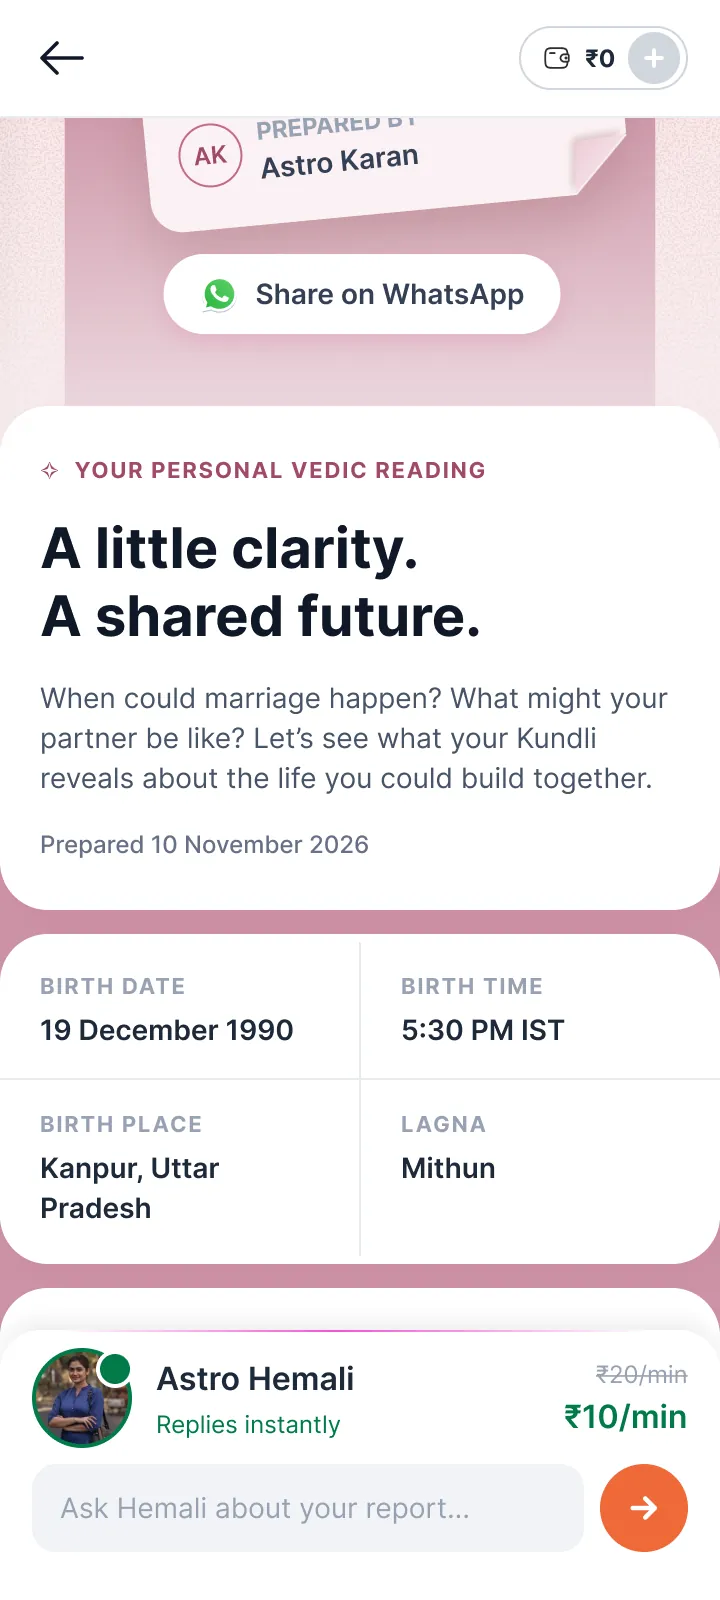 ₹0
PREPARED BY
AK
Astro Karan
Share on WhatsApp
YOUR PERSONAL VEDIC READING
A little clarity.
A shared future.
When could marriage happen? What might your
partner be like? Let’s see what your Kundli
reveals about the life you could build together.
Prepared 10 November 2026
BIRTH DATE
19 December 1990
BIRTH TIME
5:30 PM IST
BIRTH PLACE
Kanpur, Uttar
Pradesh
LAGNA
Mithun
Astro Hemali
Replies instantly
₹20/min
₹10/min
Ask Hemali about your report...